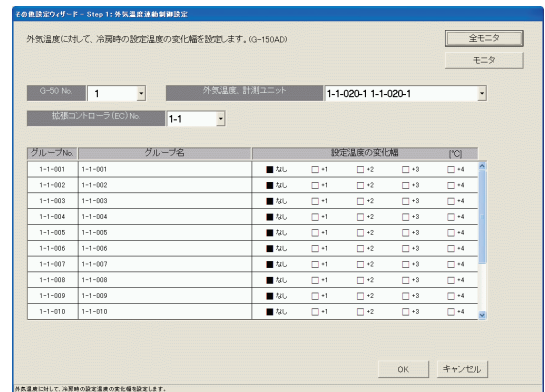 その他設定ウィザード - Step 1: 外気温度連動制御設定
外気温度に対して、冷房時の設定温度の変化幅を設定します。(G-150AD)
全モニタ
モニタ
G-50 No. 1 外気温度、計測ユニット 1-1-020-1 1-1-020-1
拡張コントローラ(EC)No. 1-1
グループNo. グループ名 設定温度の変化幅 [℃]
1-1-001 1-1-001 なし +1 +2 +3 +4
1-1-002 1-1-002 なし +1 +2 +3 +4
1-1-003 1-1-003 なし +1 +2 +3 +4
1-1-004 1-1-004 なし +1 +2 +3 +4
1-1-005 1-1-005 なし +1 +2 +3 +4
1-1-006 1-1-006 なし +1 +2 +3 +4
1-1-007 1-1-007 なし +1 +2 +3 +4
1-1-008 1-1-008 なし +1 +2 +3 +4
1-1-009 1-1-009 なし +1 +2 +3 +4
1-1-010 1-1-010 なし +1 +2 +3 +4
OK キャンセル
外気温度に対して、冷房時の設定温度の変化幅を設定します。